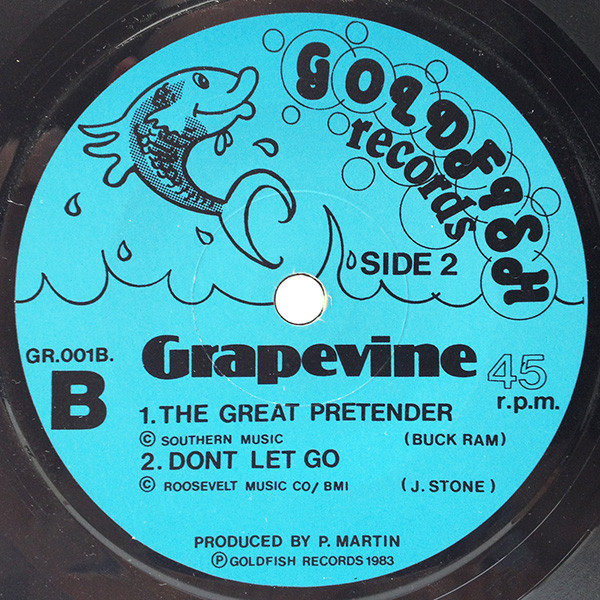 GOLDFISH
records
SIDE 2
GR.001B.
B
Grapevine
45
r.p.m.
1. THE GREAT PRETENDER
© SOUTHERN MUSIC (BUCK RAM)
2. DONT LET GO
© ROOSEVELT MUSIC CO/ BMI (J. STONE)
PRODUCED BY P. MARTIN
℗ GOLDFISH RECORDS 1983